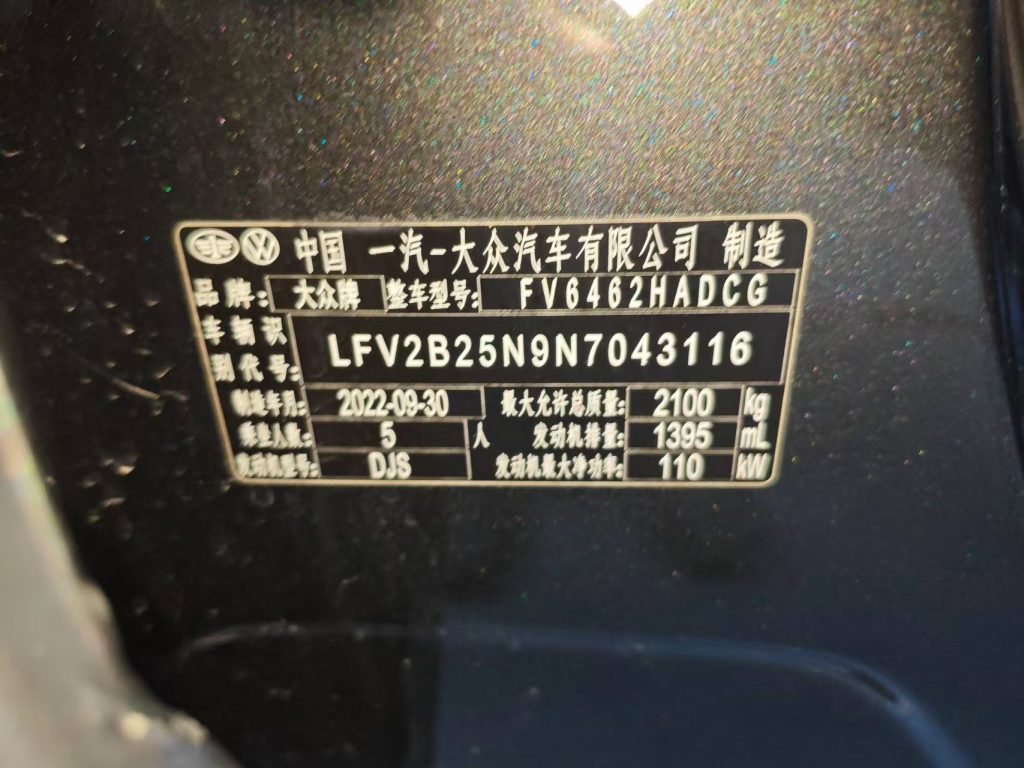 中国 一汽-大众汽车有限公司 制造
品牌: 大众牌 整车型号: FV6462HADCG
车辆识别代号: LFV2B25N9N7043116
制造年月: 2022-09-30 最大允许总质量: 2100 kg
乘坐人数: 5 人 发动机排量: 1395 mL
发动机型号: DJS 发动机最大净功率: 110 kW